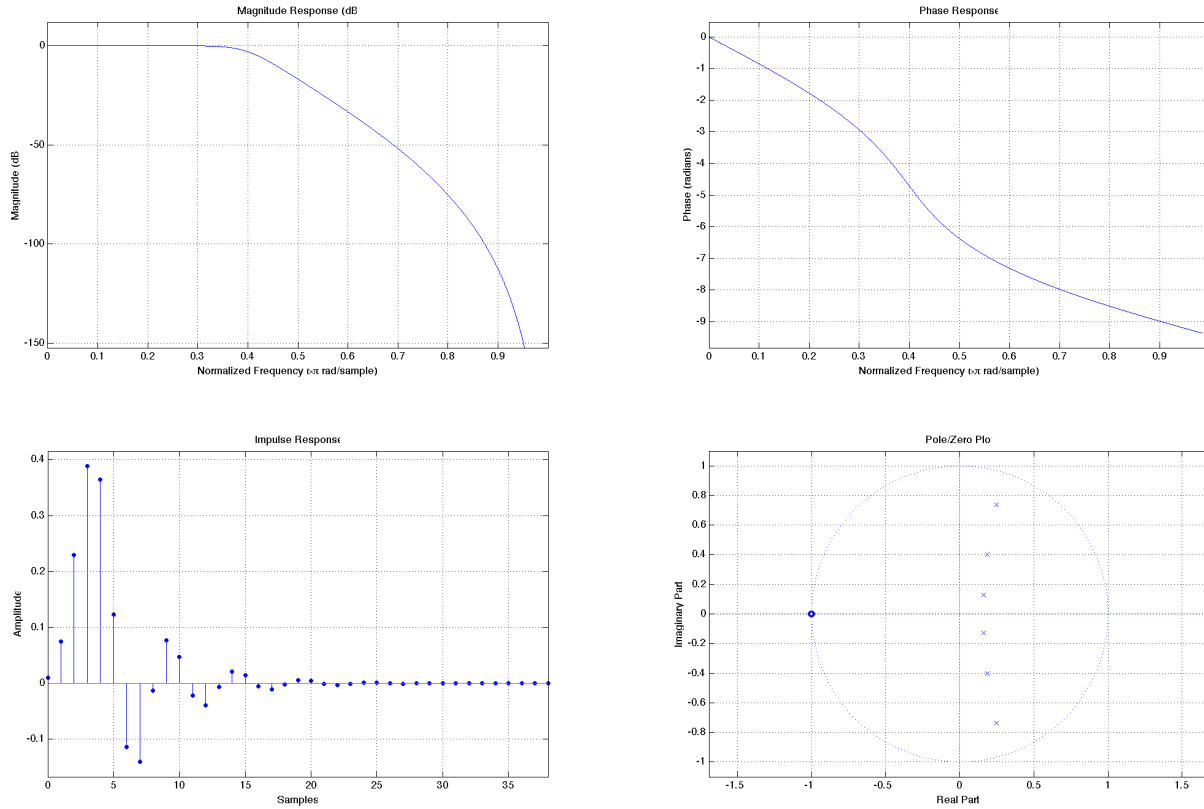 Magnitude Response (dB
0
-50
-100
-150
Magnitude (dB
0 0.1 0.2 0.3 0.4 0.5 0.6 0.7 0.8 0.9
Normalized Frequency (×π rad/sample)
Phase Response
0
-1
-2
-3
-4
-5
-6
-7
-8
-9
Phase (radians)
0 0.1 0.2 0.3 0.4 0.5 0.6 0.7 0.8 0.9
Normalized Frequency (×π rad/sample)
Impulse Response
0.4
0.3
0.2
0.1
0
-0.1
Amplitude
0 5 10 15 20 25 30 35
Samples
Pole/Zero Plo
1
0.8
0.6
0.4
0.2
0
-0.2
-0.4
-0.6
-0.8
-1
Imaginary Part
-1.5 -1 -0.5 0 0.5 1 1.5
Real Part